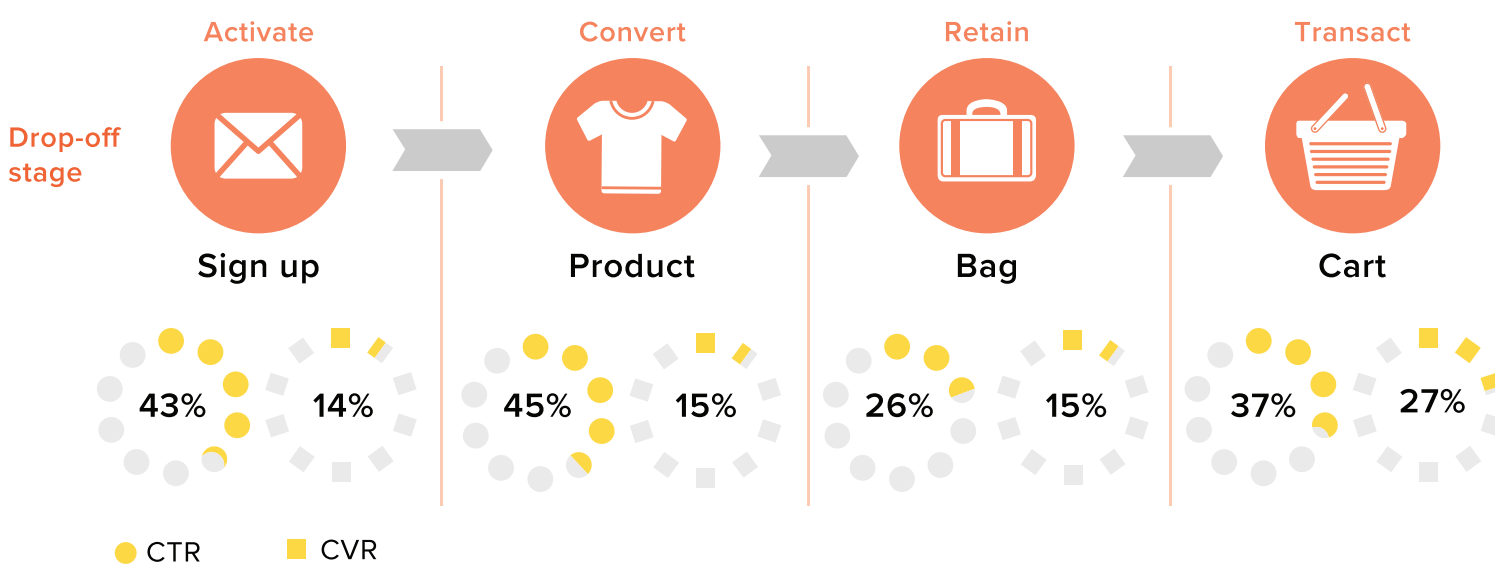 Activate
Convert
Retain
Transact
Drop-off
stage
Sign up
Product
Bag
Cart
43%
14%
45%
15%
26%
15%
37%
27%
CTR
CVR